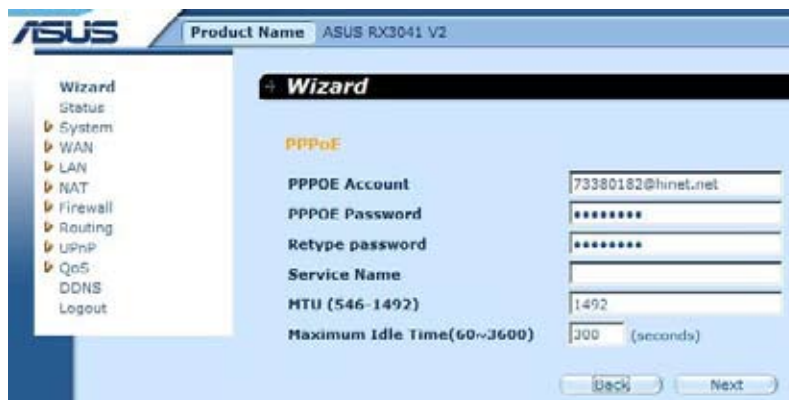 ASUS
Product Name ASUS RX3041 V2
Wizard
Status
System
WAN
LAN
NAT
Firewall
Routing
UPnP
QoS
DDNS
Logout
Wizard
PPPoE
PPPOE Account 73380182@hinet.net
PPPOE Password ••••••••
Retype password ••••••••
Service Name
MTU (546-1492) 1492
Maximum Idle Time(60~3600) 300 (seconds)
Back Next